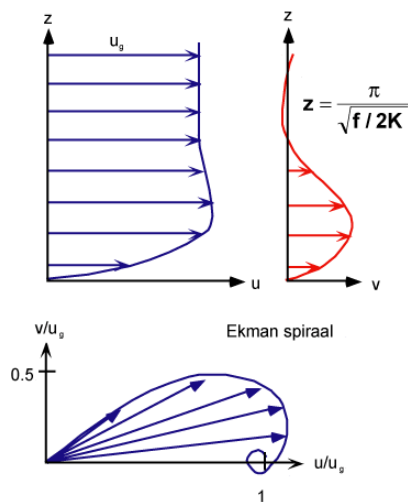 z
z
u_g
z = π / √(f / 2K)
u
v
v/u_g
Ekman spiraal
0.5
u/u_g
1